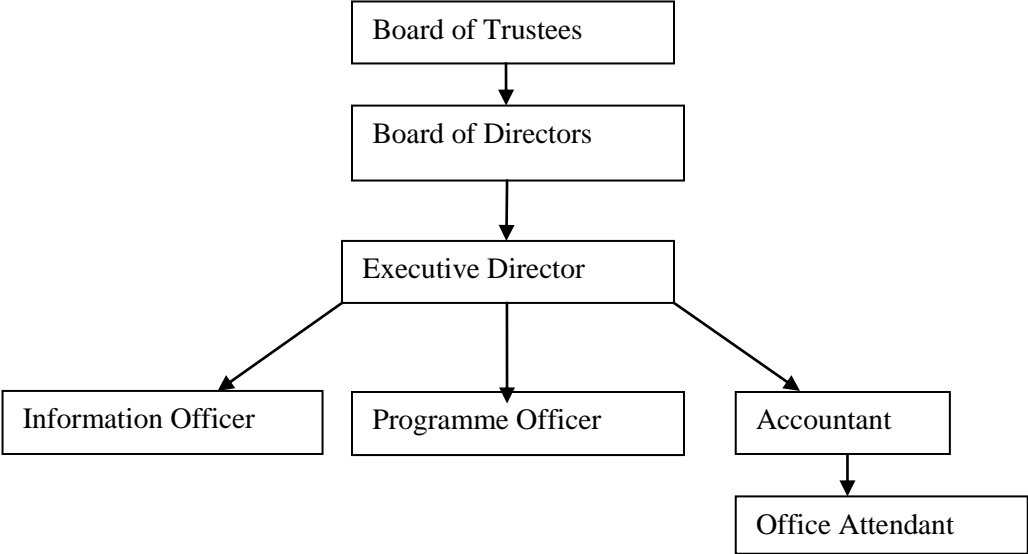 Board of Trustees
Board of Directors
Executive Director
Information Officer
Programme Officer
Accountant
Office Attendant